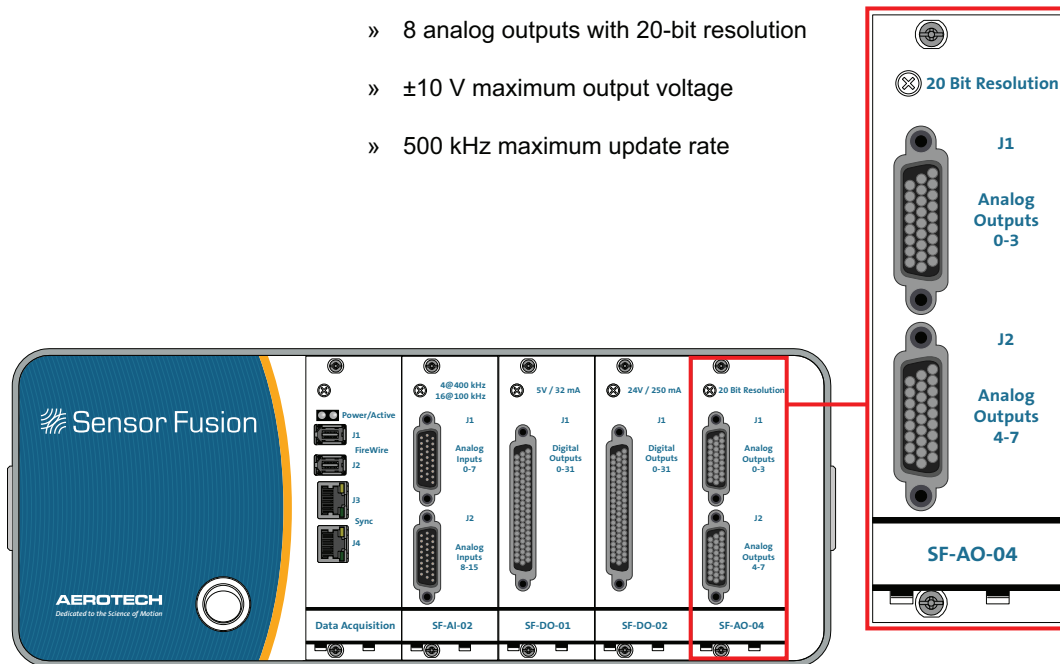 » 8 analog outputs with 20-bit resolution
» ±10 V maximum output voltage
» 500 kHz maximum update rate
20 Bit Resolution
J1
Analog
Outputs
0-3
J2
Analog
Outputs
4-7
SF-AO-04
Sensor Fusion
AEROTECH
Dedicated to the Science of Motion
Power/Active
J1
FireWire
J2
J3
Sync
J4
Data Acquisition
4@400 kHz
16@100 kHz
J1
Analog
Inputs
0-7
J2
Analog
Inputs
8-15
SF-AI-02
5V / 32 mA
J1
Digital
Outputs
0-31
SF-DO-01
24V / 250 mA
J1
Digital
Outputs
0-31
SF-DO-02
20 Bit Resolution
J1
Analog
Outputs
0-3
J2
Analog
Outputs
4-7
SF-AO-04